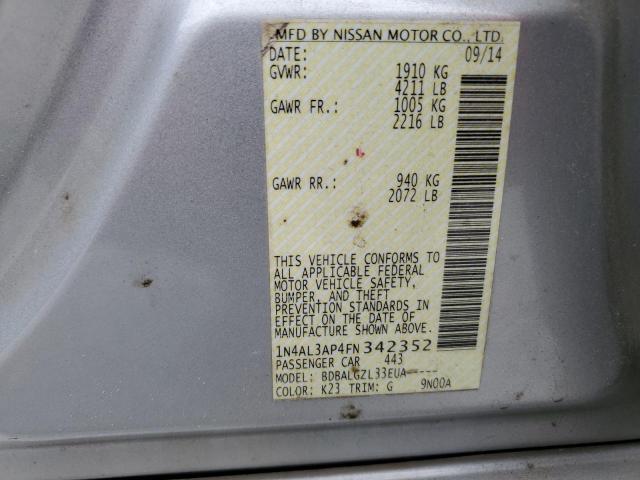 MFD BY NISSAN MOTOR CO., LTD.
DATE: 09/14
GVWR: 1910 KG
4211 LB
GAWR FR.: 1005 KG
2216 LB
GAWR RR.: 940 KG
2072 LB
THIS VEHICLE CONFORMS TO
ALL APPLICABLE FEDERAL
MOTOR VEHICLE SAFETY,
BUMPER, AND THEFT
PREVENTION STANDARDS IN
EFFECT ON THE DATE OF
MANUFACTURE SHOWN ABOVE.
1N4AL3AP4FN342352
PASSENGER CAR 443
MODEL: BDBALGZL33EUA-----
COLOR: K23 TRIM: G 9N00A